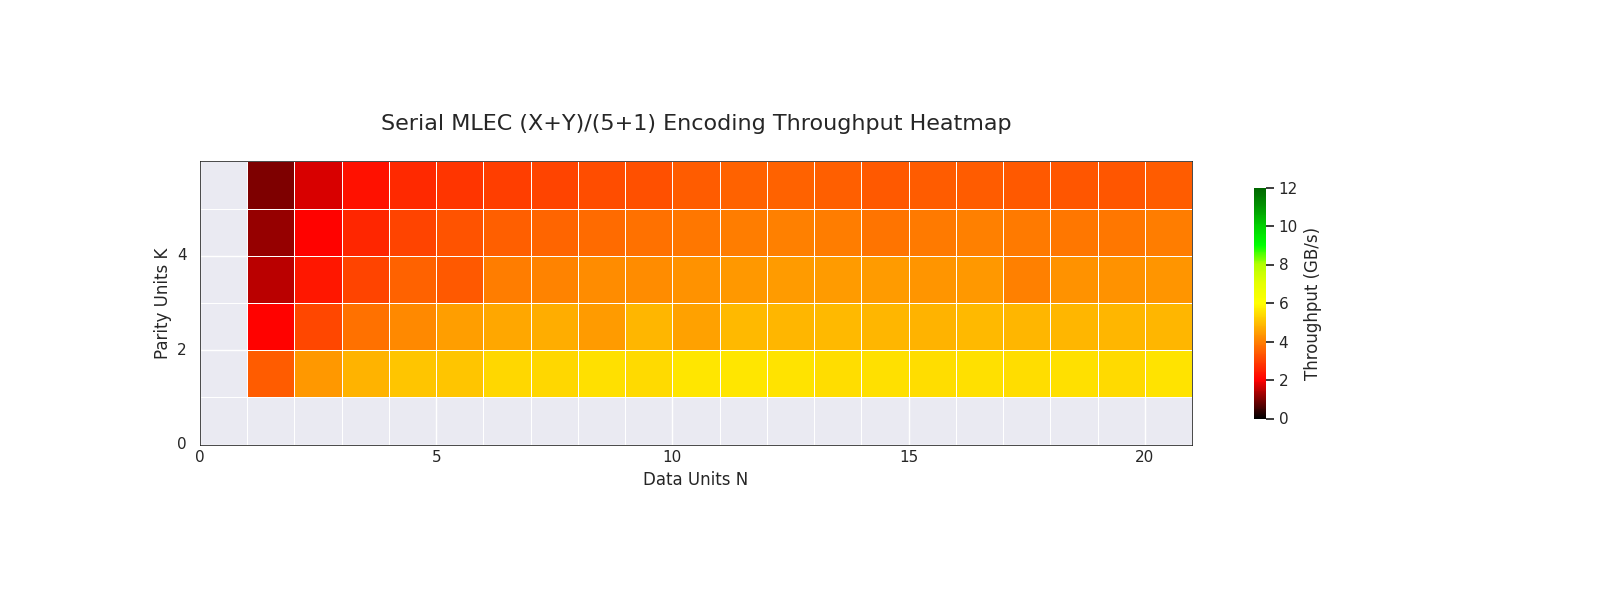 Serial MLEC (X+Y)/(5+1) Encoding Throughput Heatmap
Parity Units K
4
2
0
0 5 10 15 20
Data Units N
12
10
8
6
4
2
0
Throughput (GB/s)